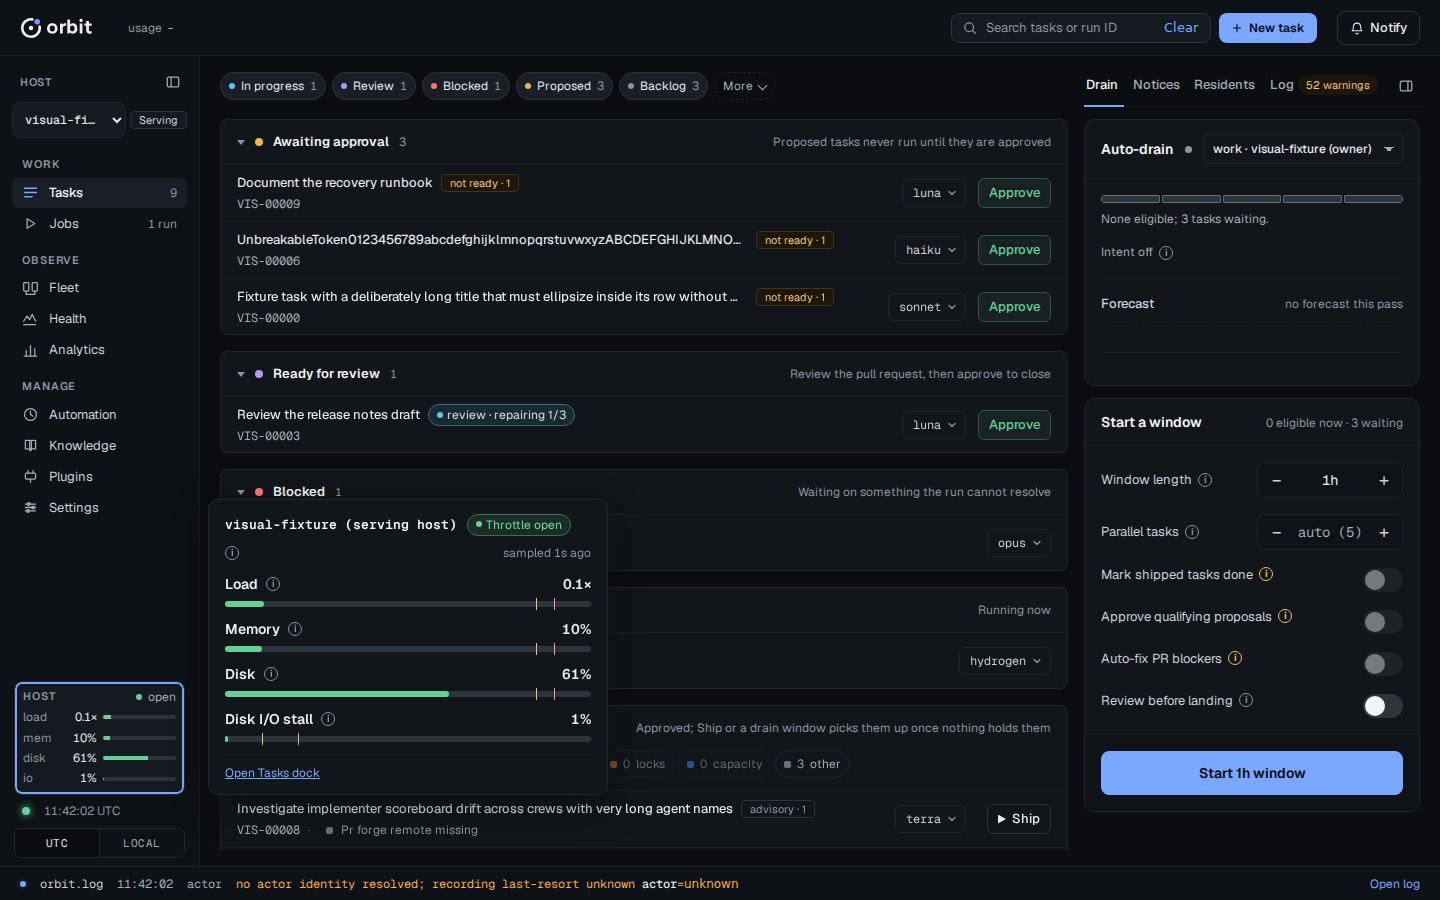 orbit
usage -
Search tasks or run ID
Clear
+ New task
Notify
HOST
visual-fi...
Serving
WORK
Tasks 9
Jobs 1 run
OBSERVE
Fleet
Health
Analytics
MANAGE
Automation
Knowledge
Plugins
Settings
HOST open
load 0.1×
mem 10%
disk 61%
io 1%
11:42:02 UTC
UTC LOCAL
In progress 1
Review 1
Blocked 1
Proposed 3
Backlog 3
More
Awaiting approval 3
Proposed tasks never run until they are approved
Document the recovery runbook not ready · 1
VIS-00009
luna
Approve
UnbreakableToken0123456789abcdefghijklmnopqrstuvwxyzABCDEFGHIJKLMNO... not ready · 1
VIS-00006
haiku
Approve
Fixture task with a deliberately long title that must ellipsize inside its row without ... not ready · 1
VIS-00000
sonnet
Approve
Ready for review 1
Review the pull request, then approve to close
Review the release notes draft review · repairing 1/3
VIS-00003
luna
Approve
Blocked 1
Waiting on something the run cannot resolve
opus
Running now
hydrogen
Approved; Ship or a drain window picks them up once nothing holds them
0 locks
0 capacity
3 other
Investigate implementer scoreboard drift across crews with very long agent names advisory · 1
VIS-00008 · Pr forge remote missing
terra
Ship
visual-fixture (serving host) Throttle open
sampled 1s ago
Load 0.1×
Memory 10%
Disk 61%
Disk I/O stall 1%
Open Tasks dock
Drain
Notices
Residents
Log 52 warnings
Auto-drain
work · visual-fixture (owner)
None eligible; 3 tasks waiting.
Intent off
Forecast no forecast this pass
Start a window 0 eligible now · 3 waiting
Window length − 1h +
Parallel tasks − auto (5) +
Mark shipped tasks done
Approve qualifying proposals
Auto-fix PR blockers
Review before landing
Start 1h window
orbit.log 11:42:02 actor no actor identity resolved; recording last-resort unknown actor=unknown
Open log